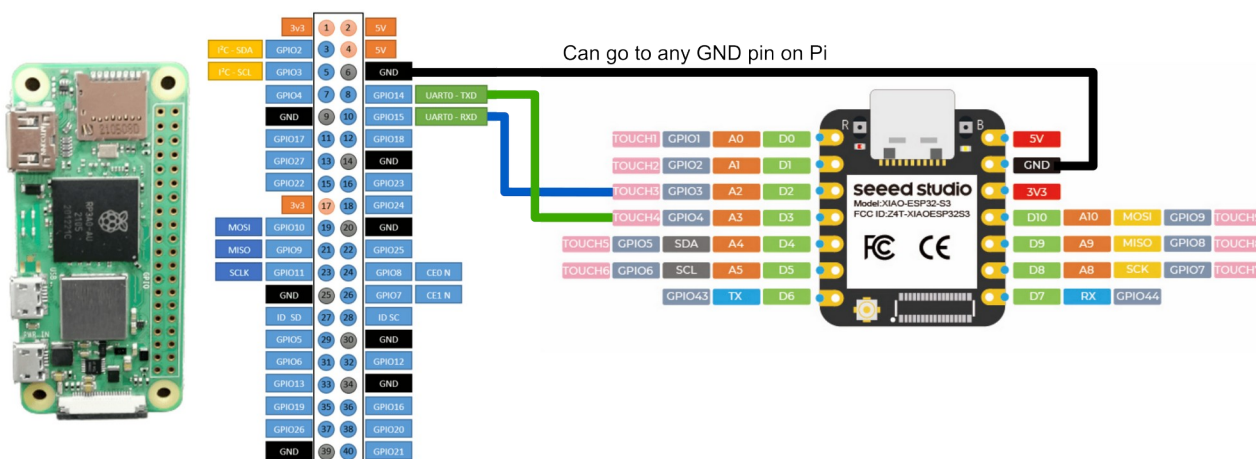 Can go to any GND pin on Pi
3v3 1 2 5V
I²C - SDA GPIO2 3 4 5V
I²C - SCL GPIO3 5 6 GND
GPIO4 7 8 GPIO14 UART0 - TXD
GND 9 10 GPIO15 UART0 - RXD
GPIO17 11 12 GPIO18
GPIO27 13 14 GND
GPIO22 15 16 GPIO23
3v3 17 18 GPIO24
MOSI GPIO10 19 20 GND
MISO GPIO9 21 22 GPIO25
SCLK GPIO11 23 24 GPIO8 CE0 N
GND 25 26 GPIO7 CE1 N
ID SD 27 28 ID SC
GPIO5 29 30 GND
GPIO6 31 32 GPIO12
GPIO13 33 34 GND
GPIO19 35 36 GPIO16
GPIO26 37 38 GPIO20
GND 39 40 GPIO21
R B
TOUCH1 GPIO1 A0 D0 5V
TOUCH2 GPIO2 A1 D1 GND
TOUCH3 GPIO3 A2 D2 3V3
TOUCH4 GPIO4 A3 D3 D10 A10 MOSI GPIO9
TOUCH5 GPIO5 SDA A4 D4 D9 A9 MISO GPIO8
TOUCH6 GPIO6 SCL A5 D5 D8 A8 SCK GPIO7
GPIO43 TX D6 D7 RX GPIO44
seeed studio
Model:XIAO-ESP32-S3
FCC ID:Z4T-XIAOESP32S3
FC CE
GPIO
USB